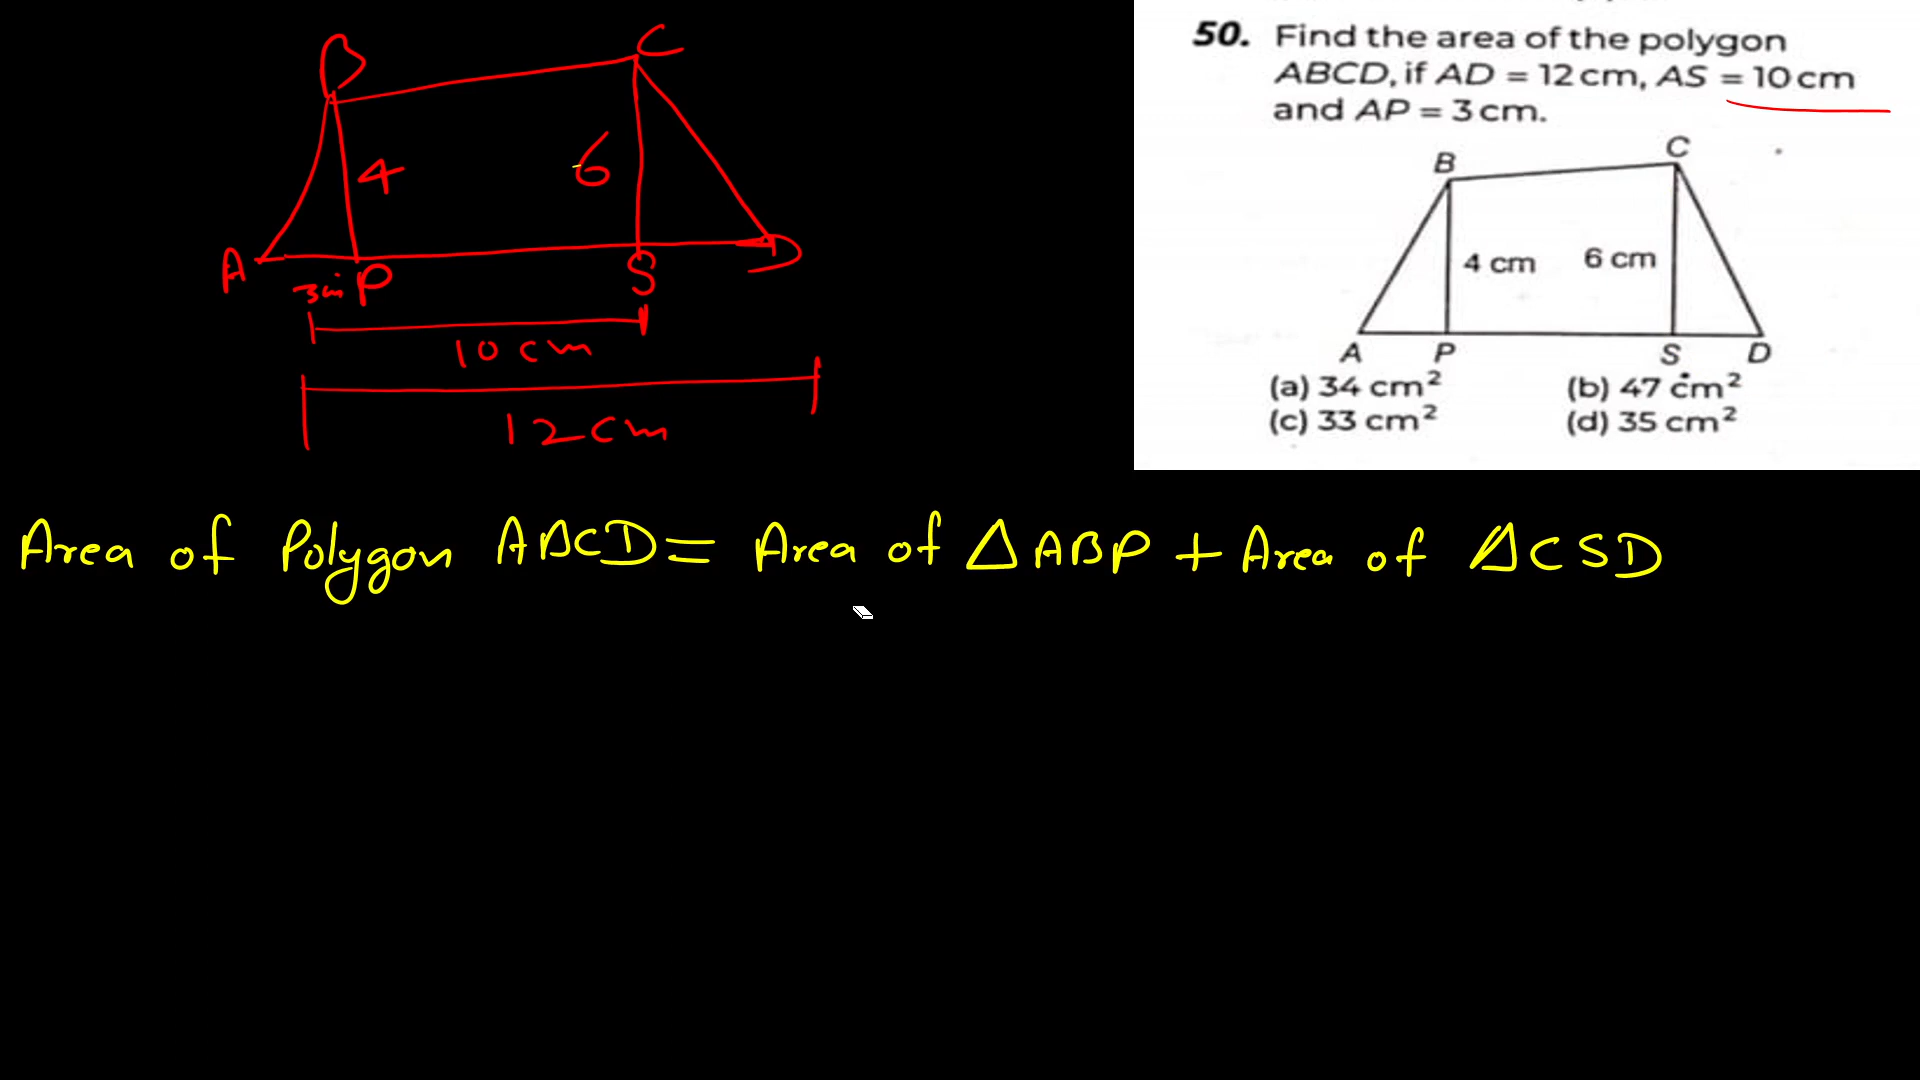 B
C
4
6
A
3cm P
S
D
10 cm
12 cm
50. Find the area of the polygon
ABCD, if AD = 12 cm, AS = 10 cm
and AP = 3 cm.
B
C
4 cm 6 cm
A P S D
(a) 34 cm² (b) 47 cm²
(c) 33 cm² (d) 35 cm²
Area of Polygon ABCD = Area of △ABP + Area of △CSD